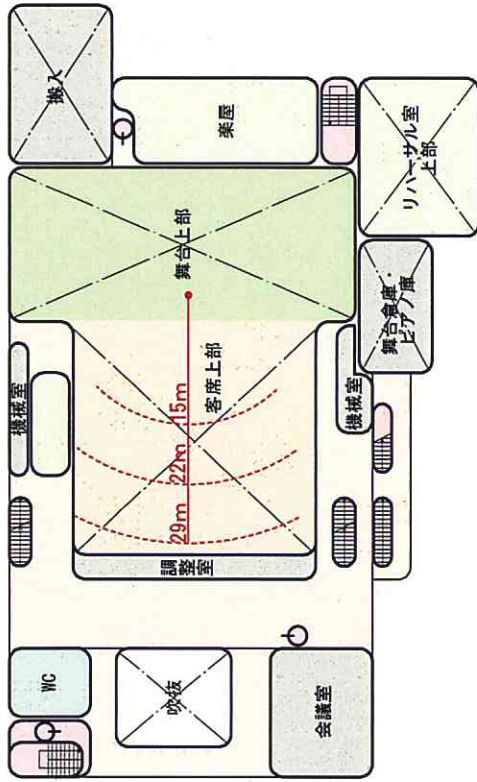 搬入
楽屋
リハーサル室
上部
舞台上部
舞台倉庫・
ピアノ庫
客席上部
機械室
機械室
15m
22m
29m
調整室
WC
吹抜
会議室